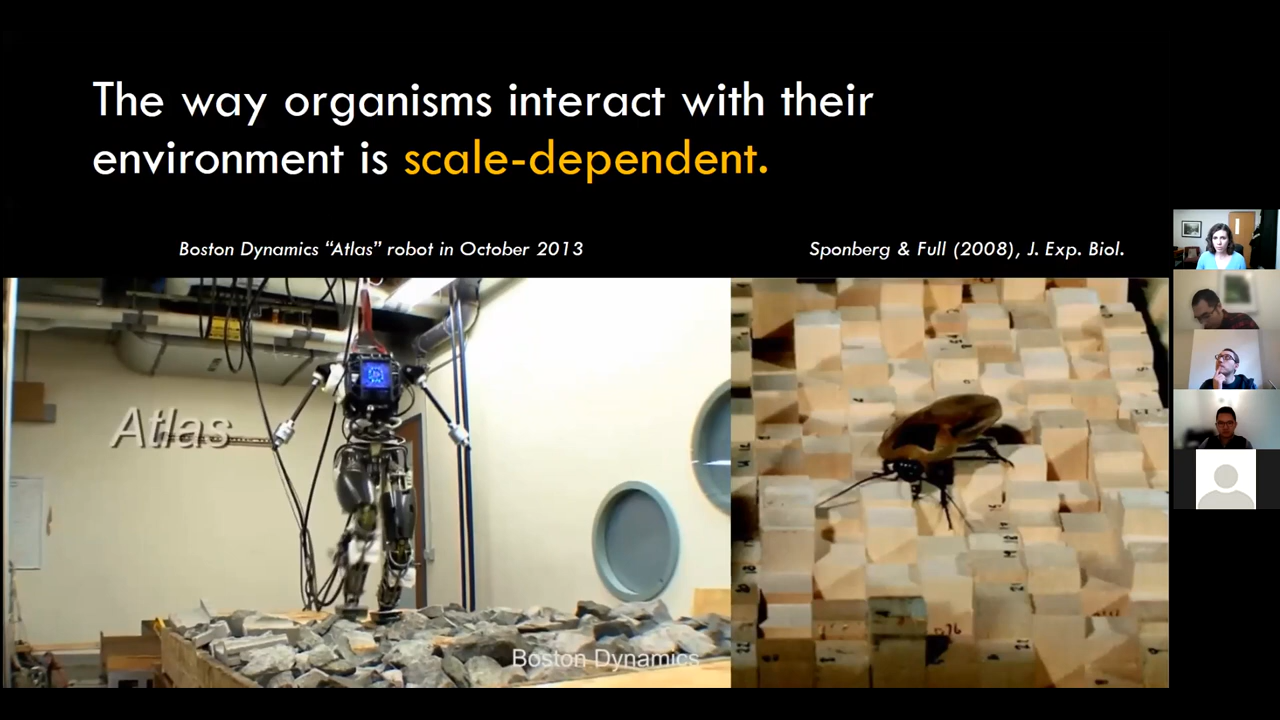 The way organisms interact with their
environment is scale-dependent.
Boston Dynamics “Atlas” robot in October 2013
Sponberg & Full (2008), J. Exp. Biol.
Atlas
Boston Dynamics